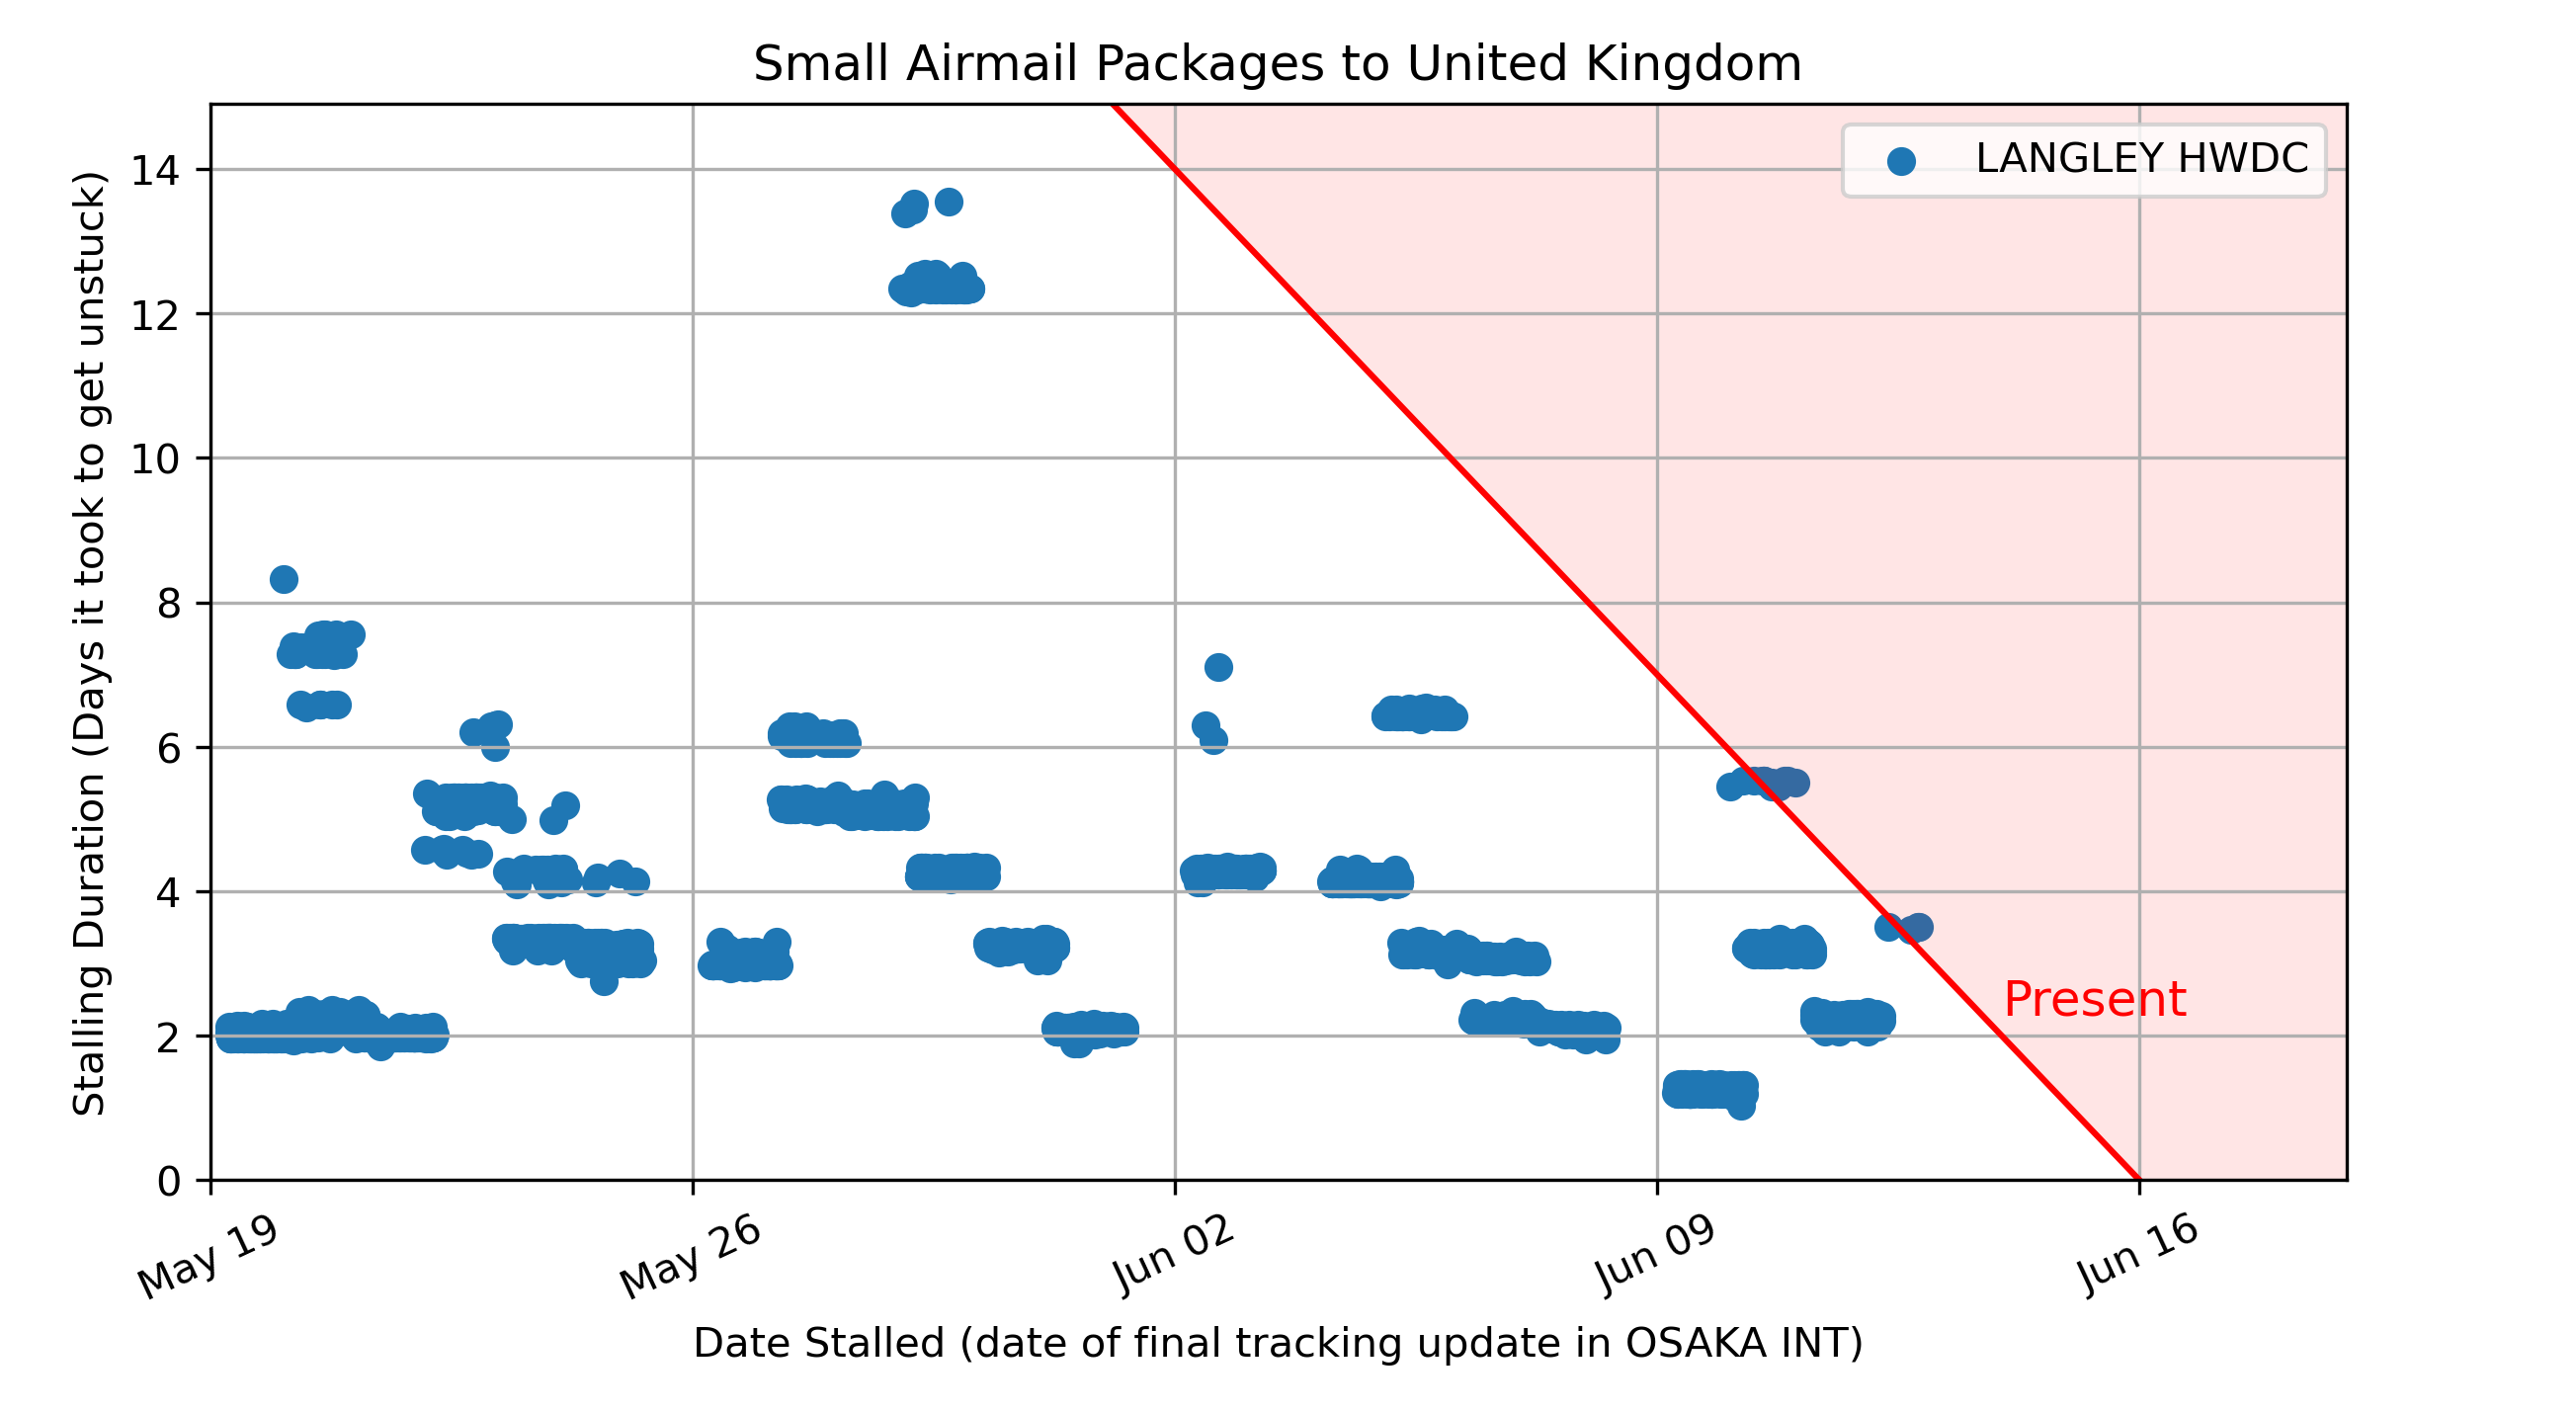 Small Airmail Packages to United Kingdom
LANGLEY HWDC
Stalling Duration (Days it took to get unstuck)
14
12
10
8
6
4
2
0
Present
May 19
May 26
Jun 02
Jun 09
Jun 16
Date Stalled (date of final tracking update in OSAKA INT)